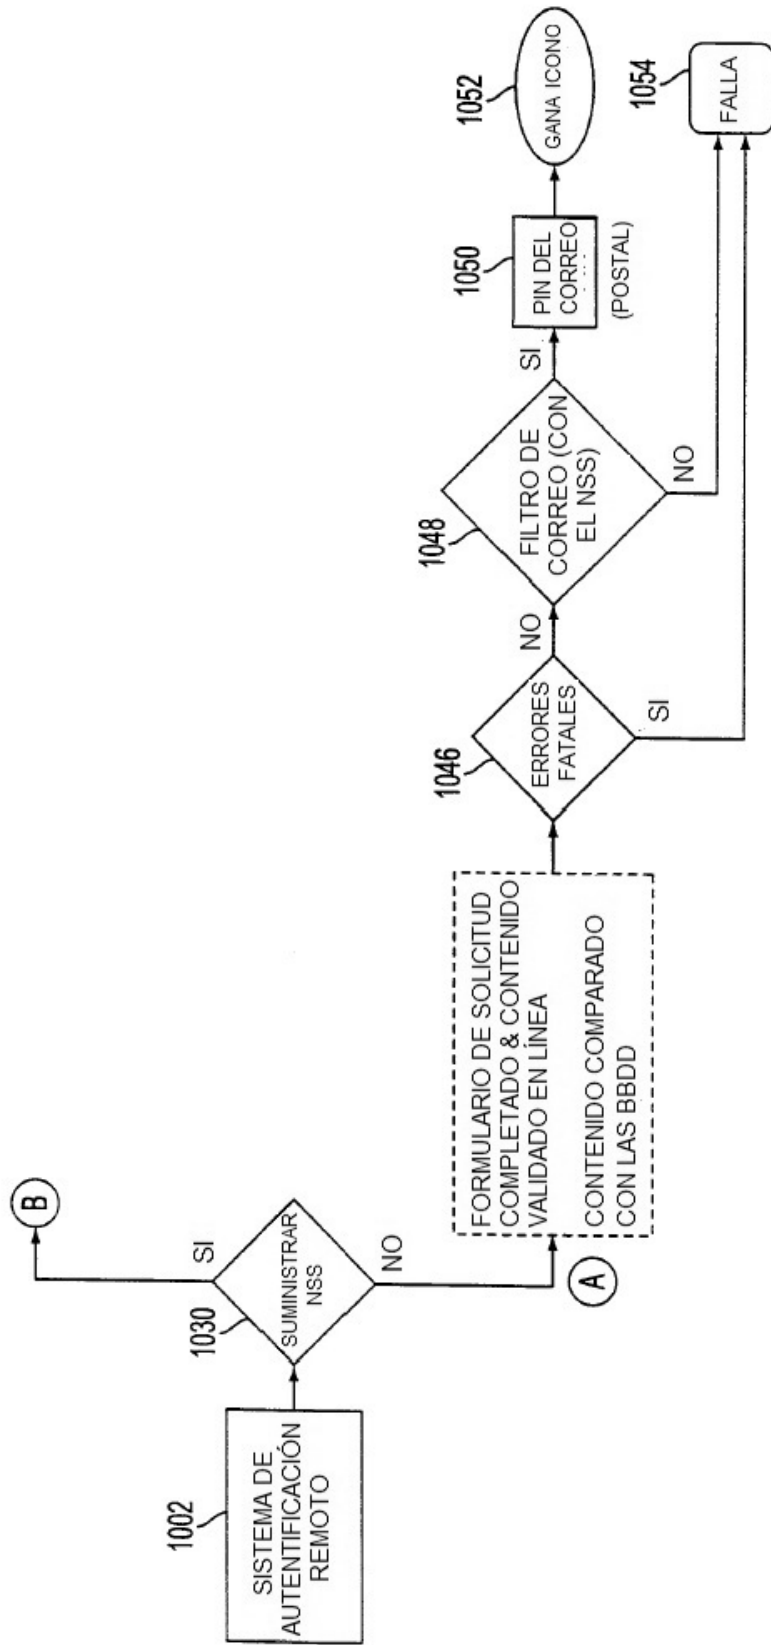 1002
SISTEMA DE
AUTENTIFICACIÓN
REMOTO
1030
SUMINISTRAR
NSS
SI
B
NO
A
FORMULARIO DE SOLICITUD
COMPLETADO & CONTENIDO
VALIDADO EN LÍNEA
CONTENIDO COMPARADO
CON LAS BBDD
1046
ERRORES
FATALES
NO
SI
1048
FILTRO DE
CORREO (CON
EL NSS)
SI
NO
1050
PIN DEL
CORREO
(POSTAL)
1052
GANA ICONO
1054
FALLA